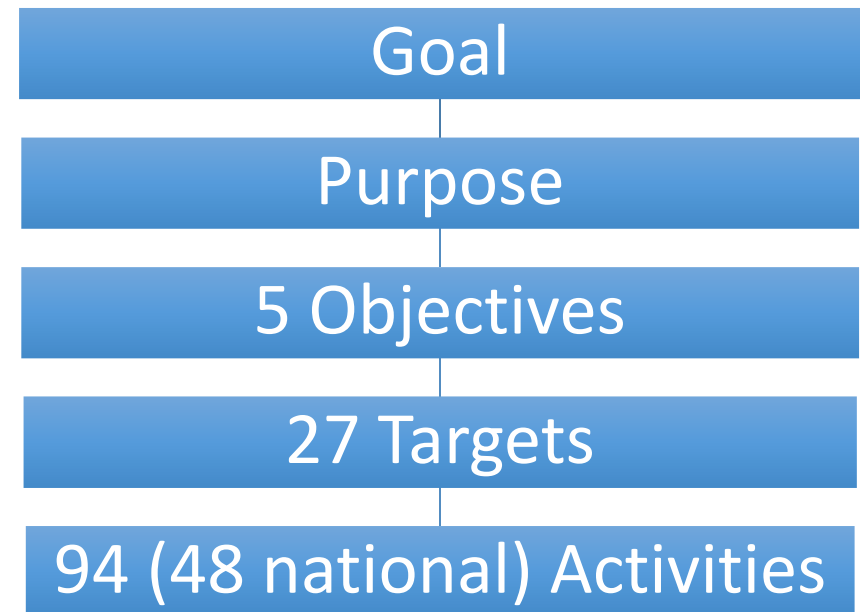 Goal
Purpose
5 Objectives
27 Targets
94 (48 national) Activities